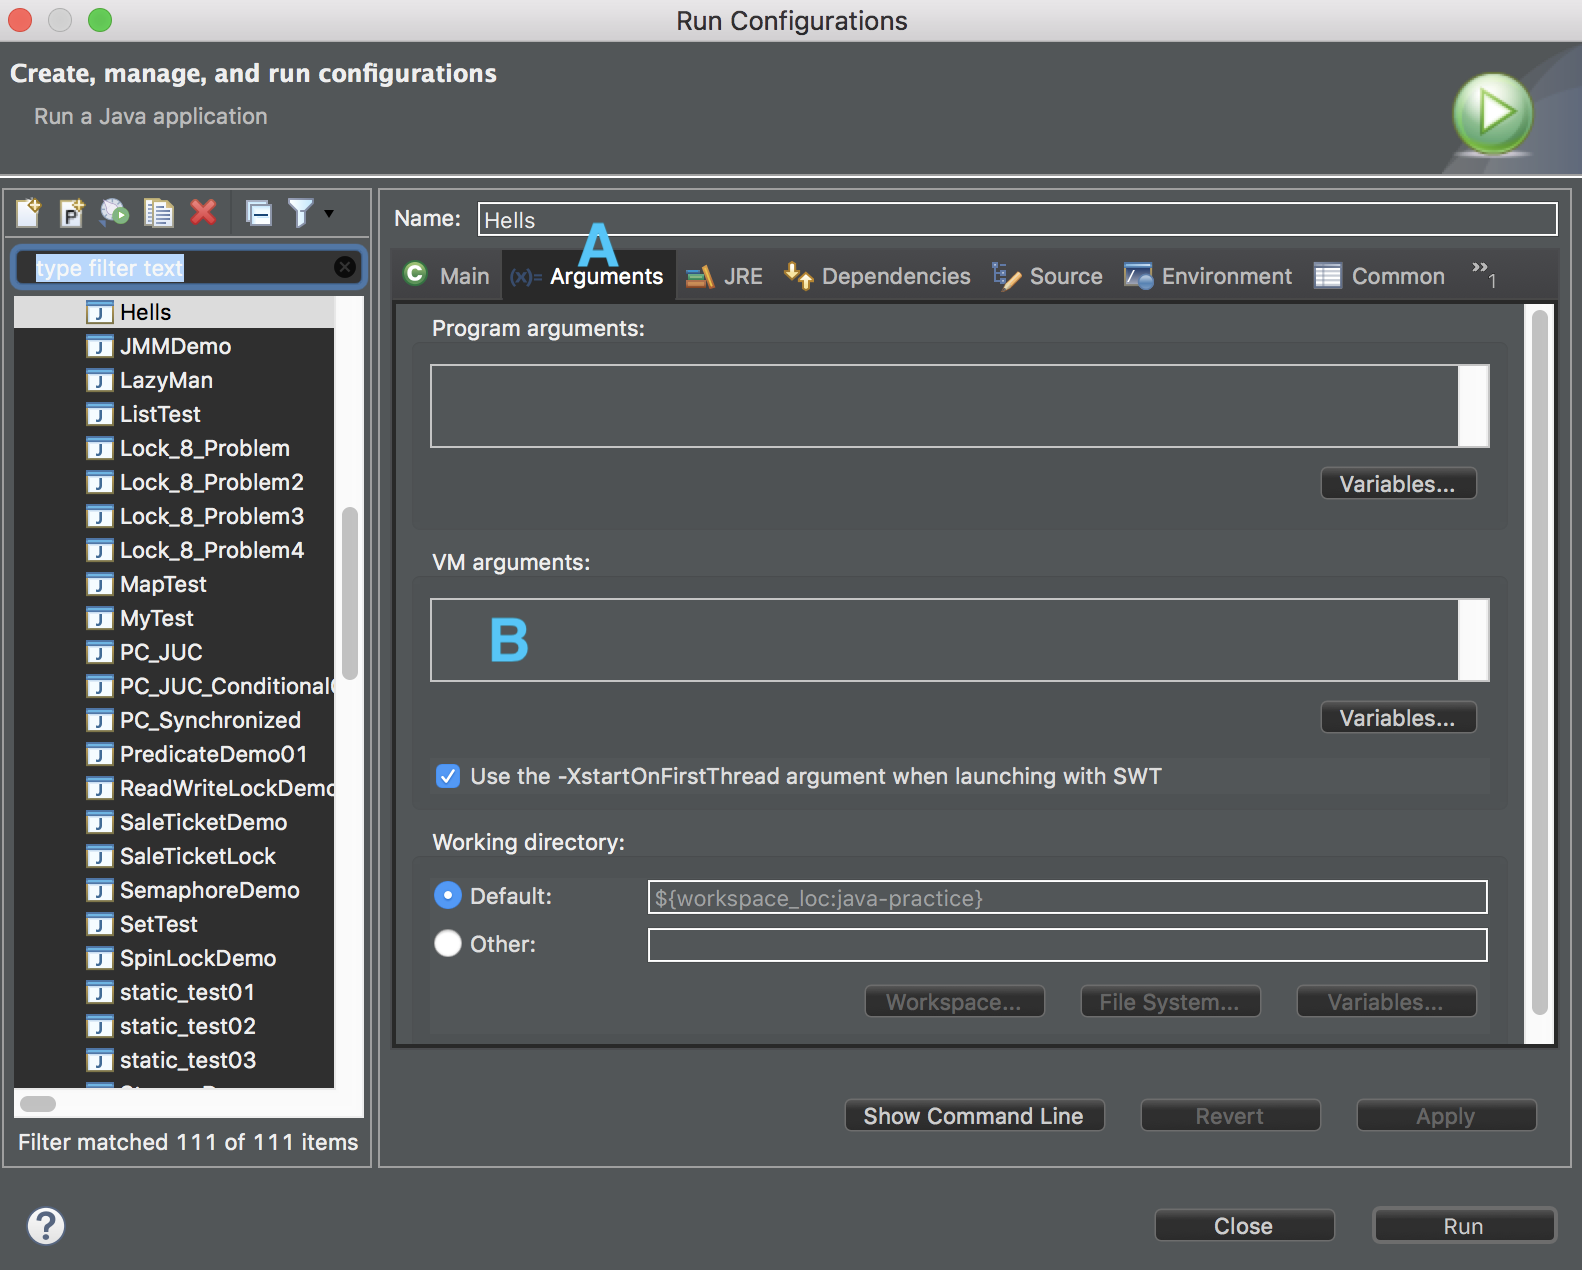 Run Configurations
Create, manage, and run configurations
Run a Java application
type filter text
Hells
JMMDemo
LazyMan
ListTest
Lock_8_Problem
Lock_8_Problem2
Lock_8_Problem3
Lock_8_Problem4
MapTest
MyTest
PC_JUC
PC_JUC_Conditional
PC_Synchronized
PredicateDemo01
ReadWriteLockDemo
SaleTicketDemo
SaleTicketLock
SemaphoreDemo
SetTest
SpinLockDemo
static_test01
static_test02
static_test03
Filter matched 111 of 111 items
Name: Hells
A
Main (x)= Arguments JRE Dependencies Source Environment Common »1
Program arguments:
Variables...
VM arguments:
B
Variables...
Use the -XstartOnFirstThread argument when launching with SWT
Working directory:
Default: ${workspace_loc:java-practice}
Other:
Workspace... File System... Variables...
Show Command Line Revert Apply
Close Run